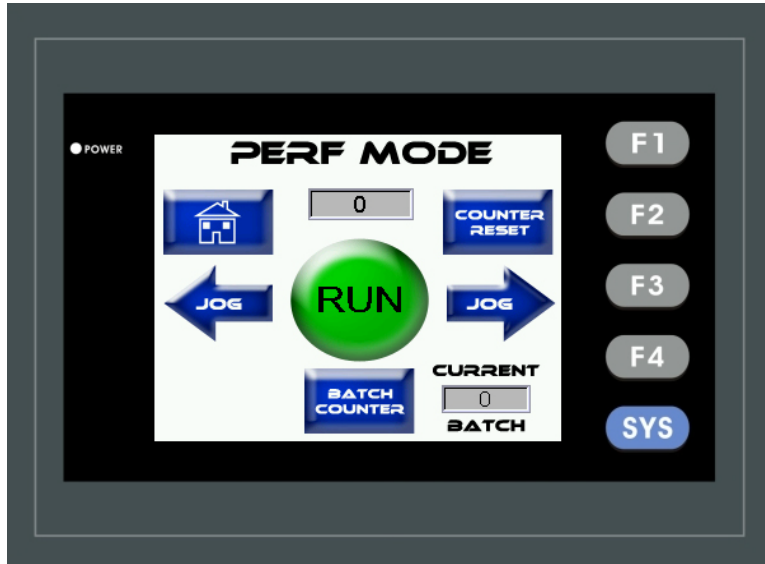 POWER
PERF MODE
0
COUNTER
RESET
JOG
RUN
JOG
BATCH
COUNTER
CURRENT
0
BATCH
F1
F2
F3
F4
SYS